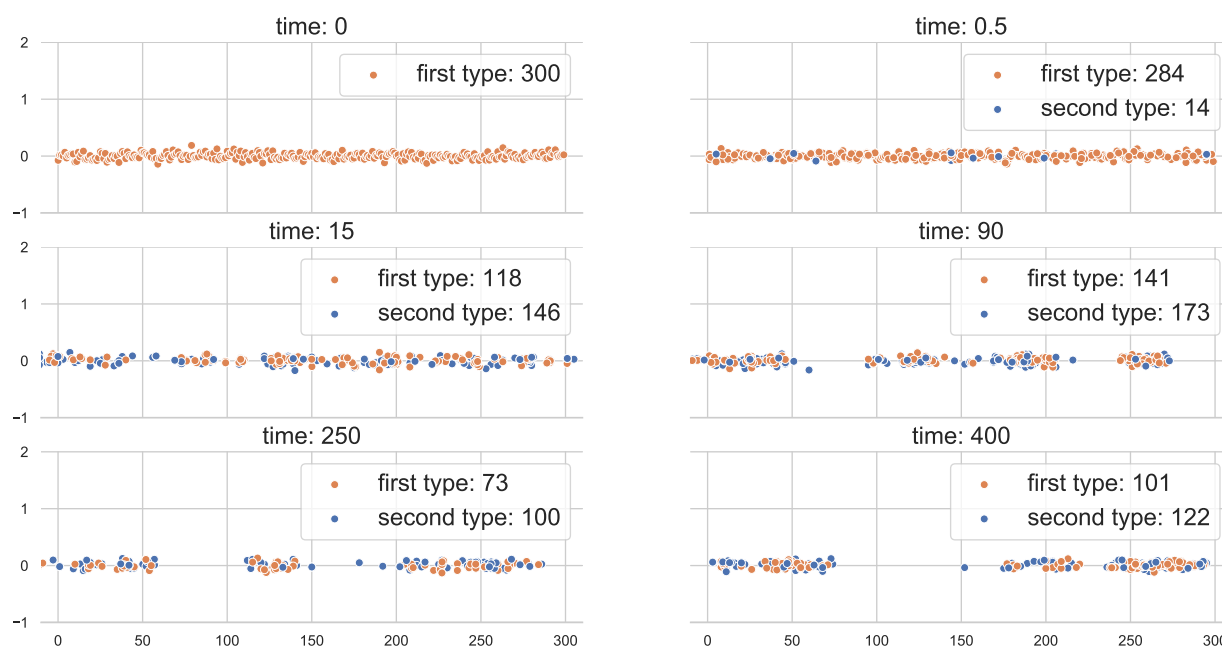 time: 0
2
1
0
−1
first type: 300
time: 0.5
first type: 284
second type: 14
time: 15
2
1
0
−1
first type: 118
second type: 146
time: 90
first type: 141
second type: 173
time: 250
2
1
0
−1
first type: 73
second type: 100
0 50 100 150 200 250 300
time: 400
first type: 101
second type: 122
0 50 100 150 200 250 300